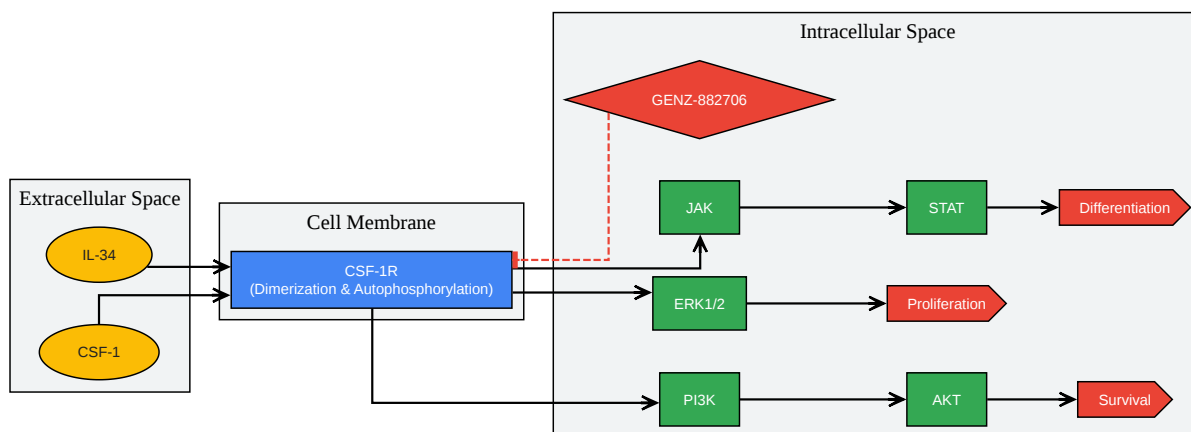 Intracellular Space
GENZ-882706
Extracellular Space
IL-34
CSF-1
Cell Membrane
CSF-1R
(Dimerization & Autophosphorylation)
JAK
STAT
Differentiation
ERK1/2
Proliferation
PI3K
AKT
Survival